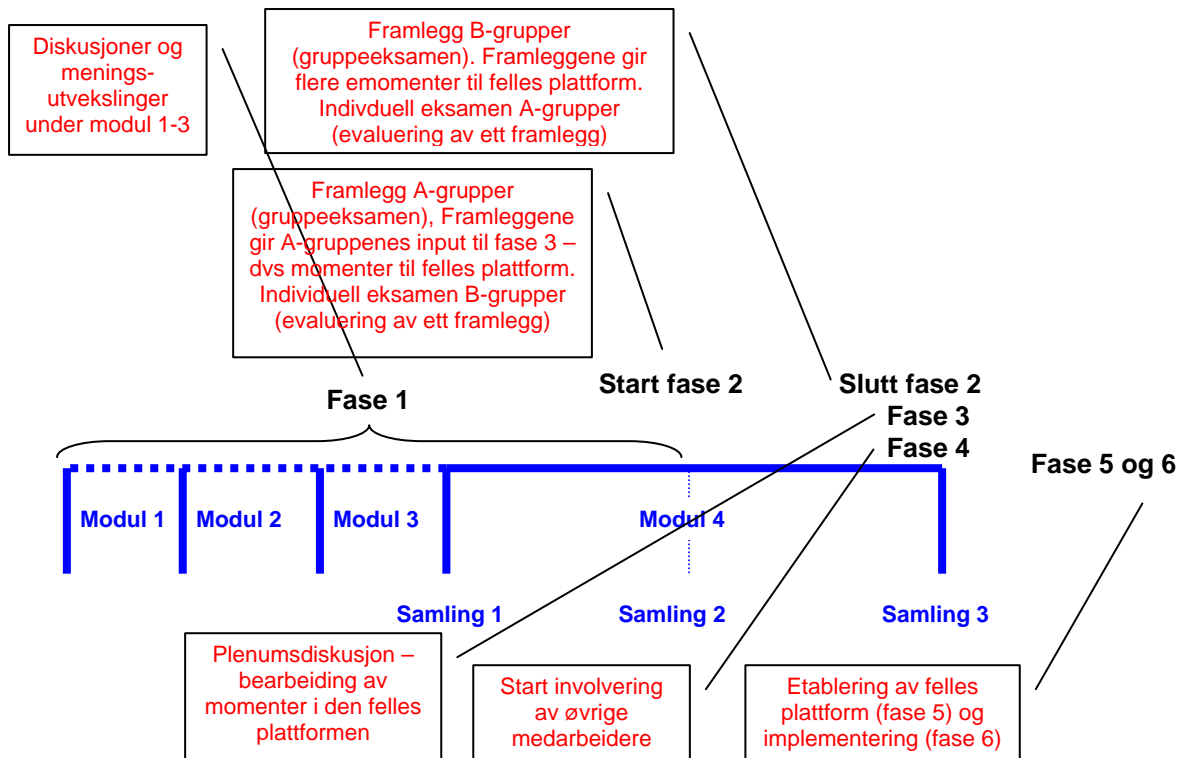 Diskusjoner og
menings-
utvekslinger
under modul 1-3
Framlegg B-grupper
(gruppeeksamen). Framleggene gir
flere emomenter til felles plattform.
Indivduell eksamen A-grupper
(evaluering av ett framlegg)
Framlegg A-grupper
(gruppeeksamen), Framleggene
gir A-gruppenes input til fase 3 –
dvs momenter til felles plattform.
Individuell eksamen B-grupper
(evaluering av ett framlegg)
Fase 1
Start fase 2
Slutt fase 2
Fase 3
Fase 4
Fase 5 og 6
Modul 1
Modul 2
Modul 3
Modul 4
Samling 1
Samling 2
Samling 3
Plenumsdiskusjon –
bearbeiding av
momenter i den felles
plattformen
Start involvering
av øvrige
medarbeidere
Etablering av felles
plattform (fase 5) og
implementering (fase 6)